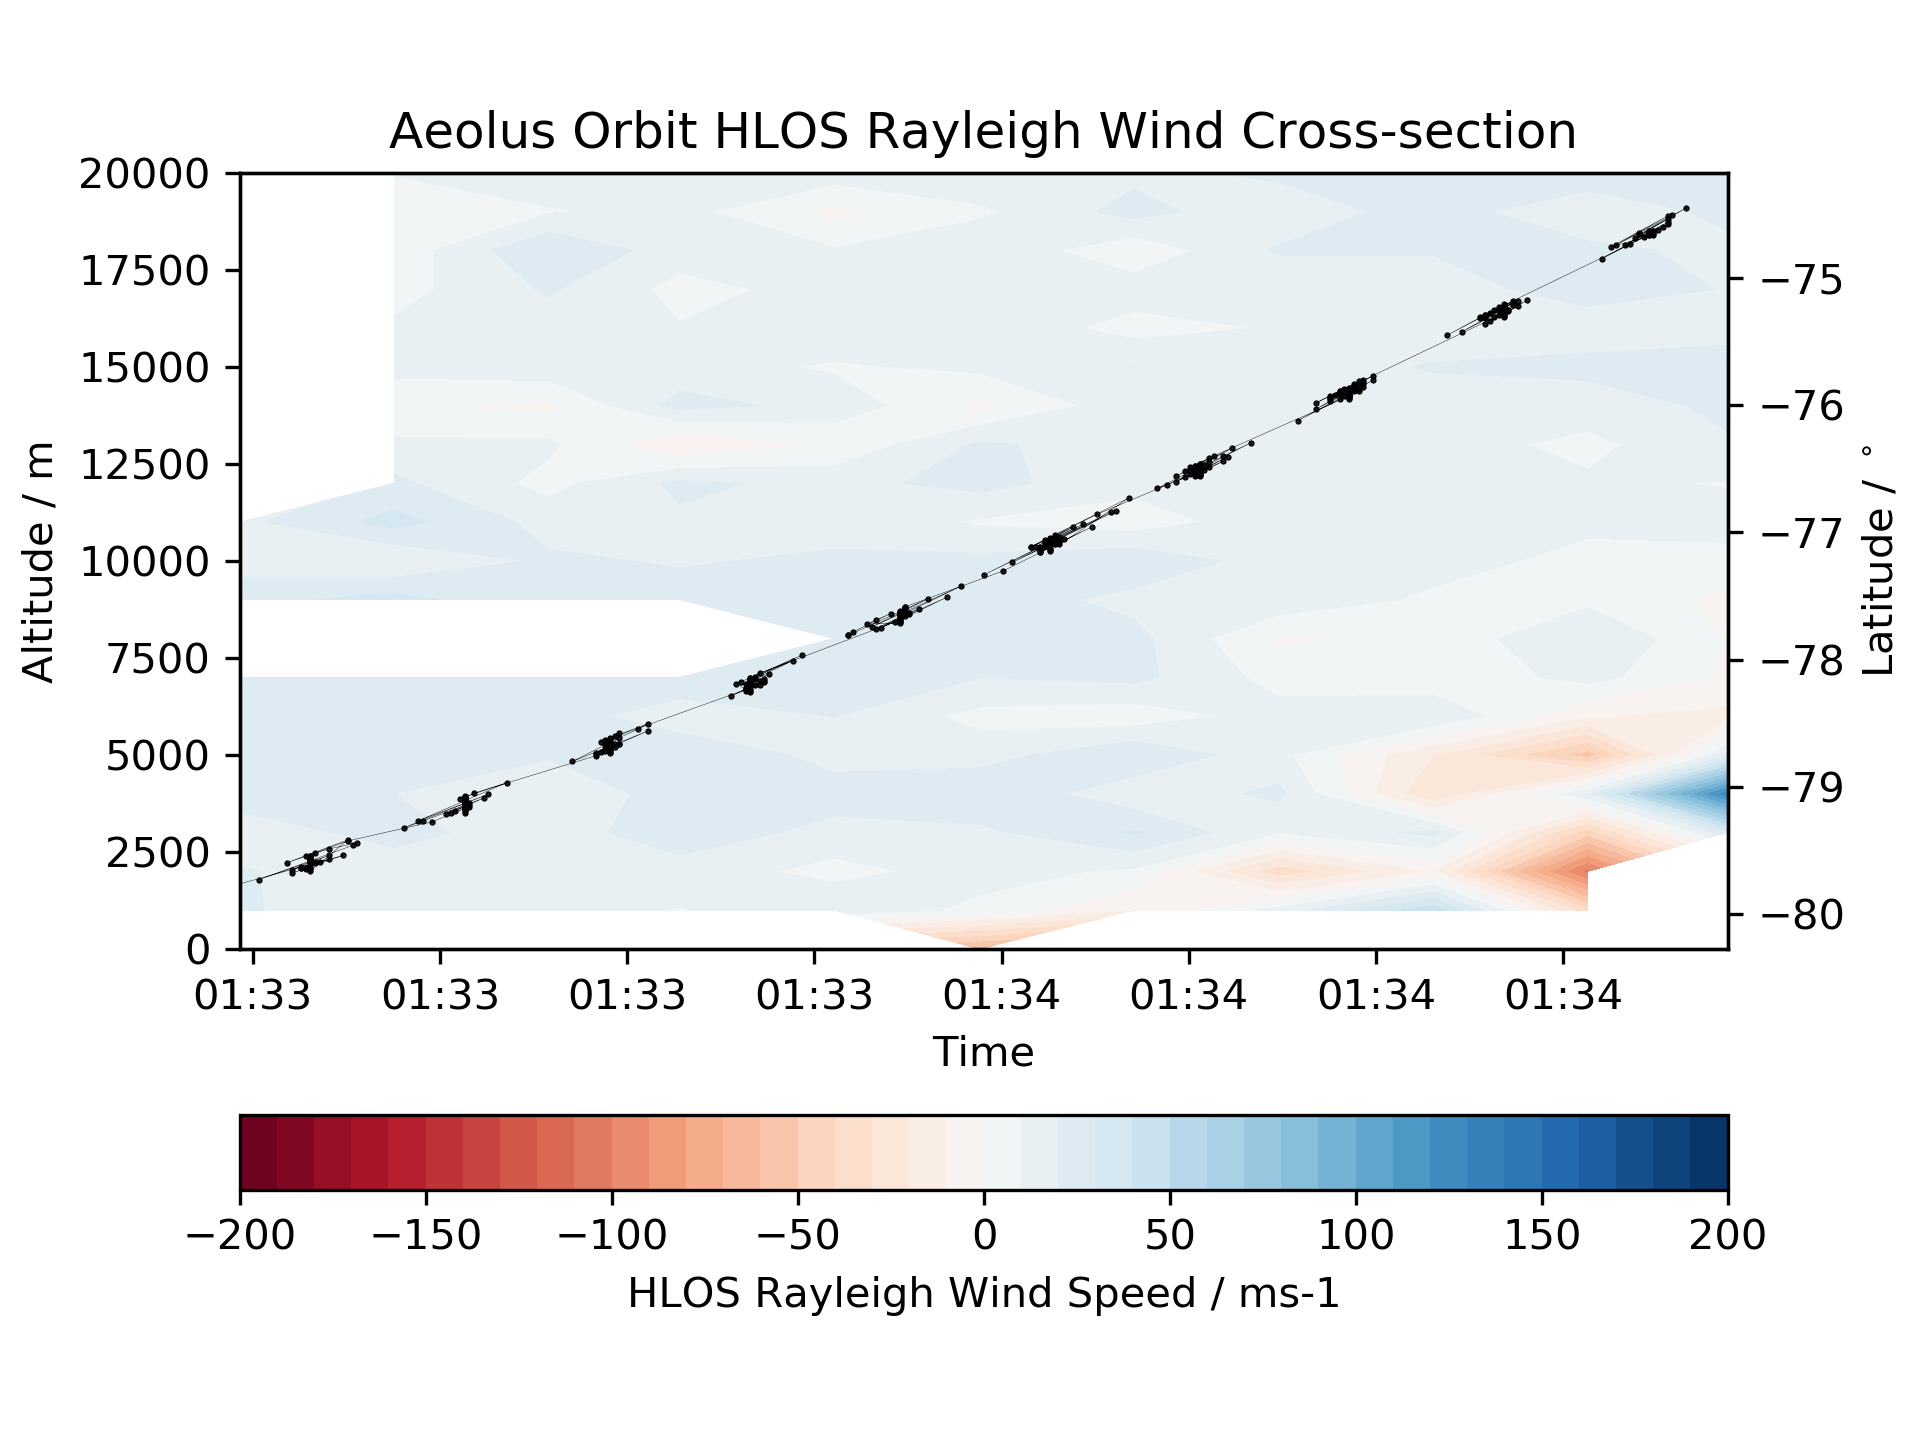 Aeolus Orbit HLOS Rayleigh Wind Cross-section
20000
17500
15000
12500
10000
7500
5000
2500
0
Altitude / m
−75
−76
−77
−78
−79
−80
Latitude / °
01:33 01:33 01:33 01:33 01:34 01:34 01:34 01:34
Time
−200 −150 −100 −50 0 50 100 150 200
HLOS Rayleigh Wind Speed / ms-1